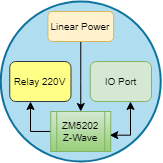 Linear Power
Relay 220V
IO Port
ZM5202
Z-Wave